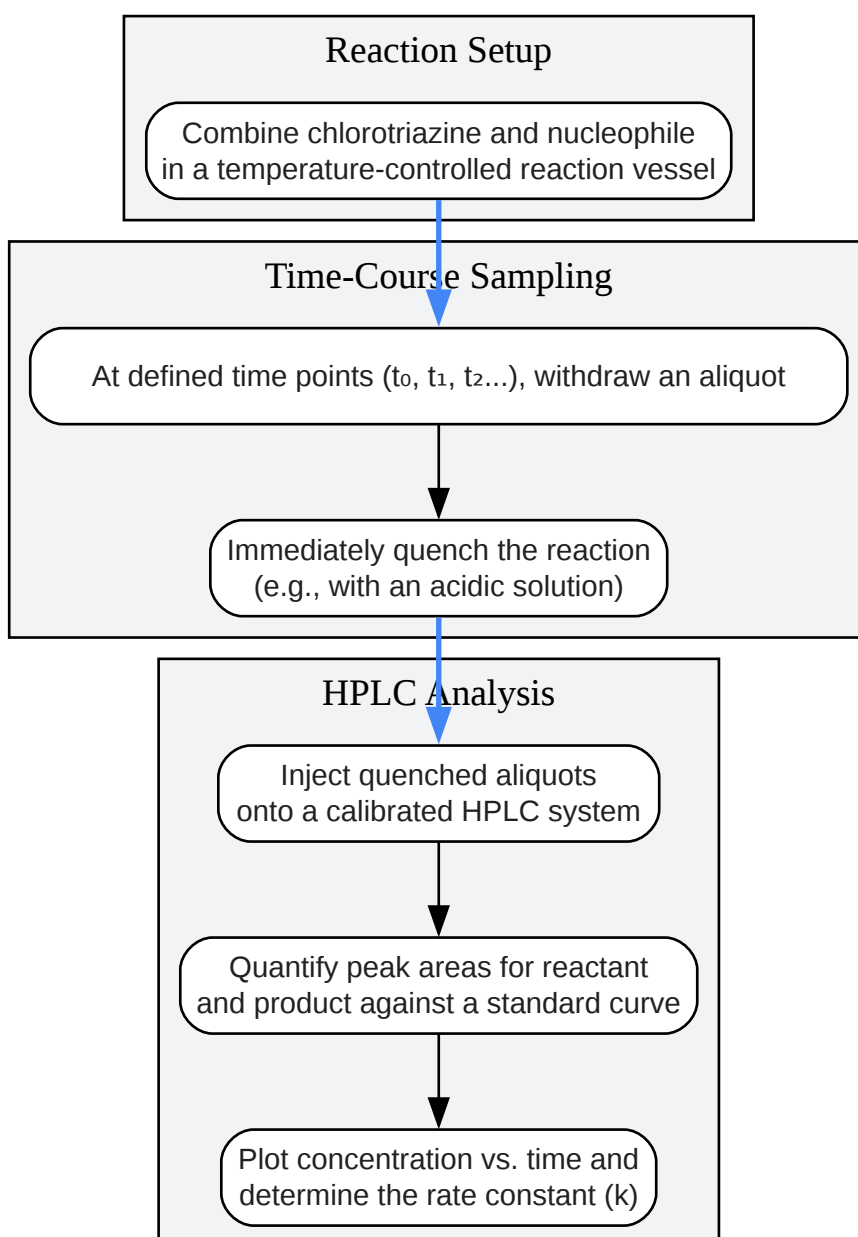 Reaction Setup
Combine chlorotriazine and nucleophile
in a temperature-controlled reaction vessel
Time-Course Sampling
At defined time points (t₀, t₁, t₂...), withdraw an aliquot
Immediately quench the reaction
(e.g., with an acidic solution)
HPLC Analysis
Inject quenched aliquots
onto a calibrated HPLC system
Quantify peak areas for reactant
and product against a standard curve
Plot concentration vs. time and
determine the rate constant (k)